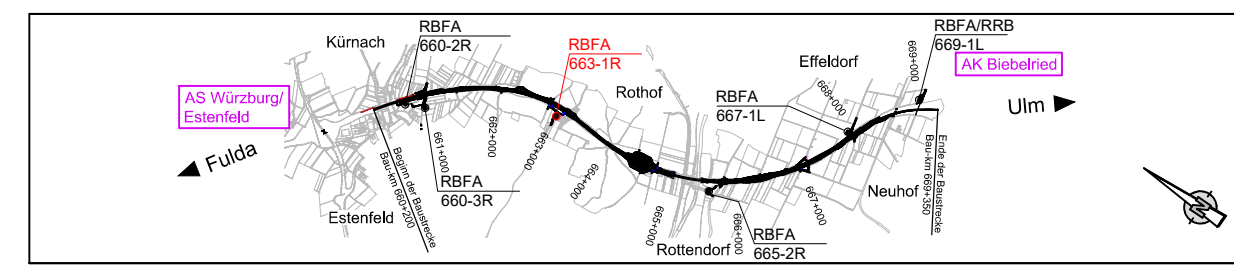 RBFA
660-2R
Kürnach
RBFA
663-1R
RBFA/RRB
669-1L
669+000
AK Biebelried
Effeldorf
Ulm
AS Würzburg/
Estenfeld
Rothof
RBFA
667-1L
668+000
Fulda
661+000
662+000
663+000
664+000
RBFA
660-3R
Beginn der Baustrecke
Bau-km 660+200
Estenfeld
665+000
Rottendorf
666+000
RBFA
665-2R
667+000
Neuhof
Ende der Baustrecke
Bau-km 669+350
N